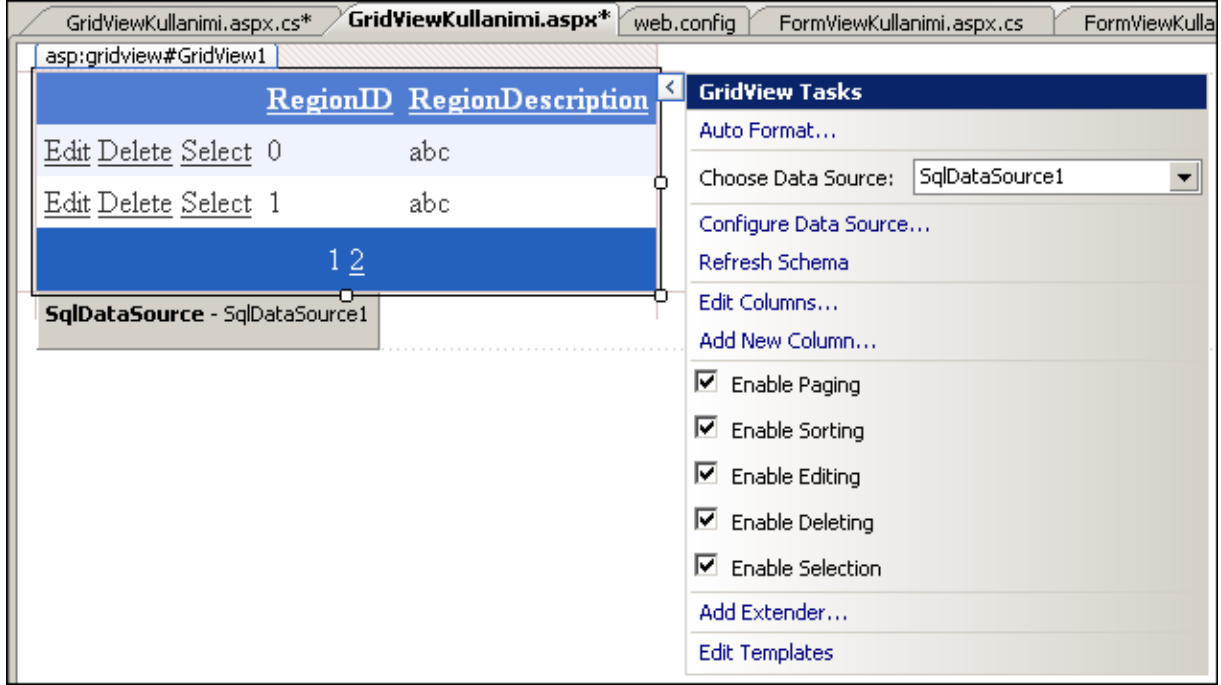 GridViewKullanimi.aspx.cs* GridViewKullanimi.aspx* web.config FormViewKullanimi.aspx.cs FormViewKulla
asp:gridview#GridView1
RegionID RegionDescription
Edit Delete Select 0 abc
Edit Delete Select 1 abc
1 2
SqlDataSource - SqlDataSource1
GridView Tasks
Auto Format...
Choose Data Source: SqlDataSource1
Configure Data Source...
Refresh Schema
Edit Columns...
Add New Column...
Enable Paging
Enable Sorting
Enable Editing
Enable Deleting
Enable Selection
Add Extender...
Edit Templates